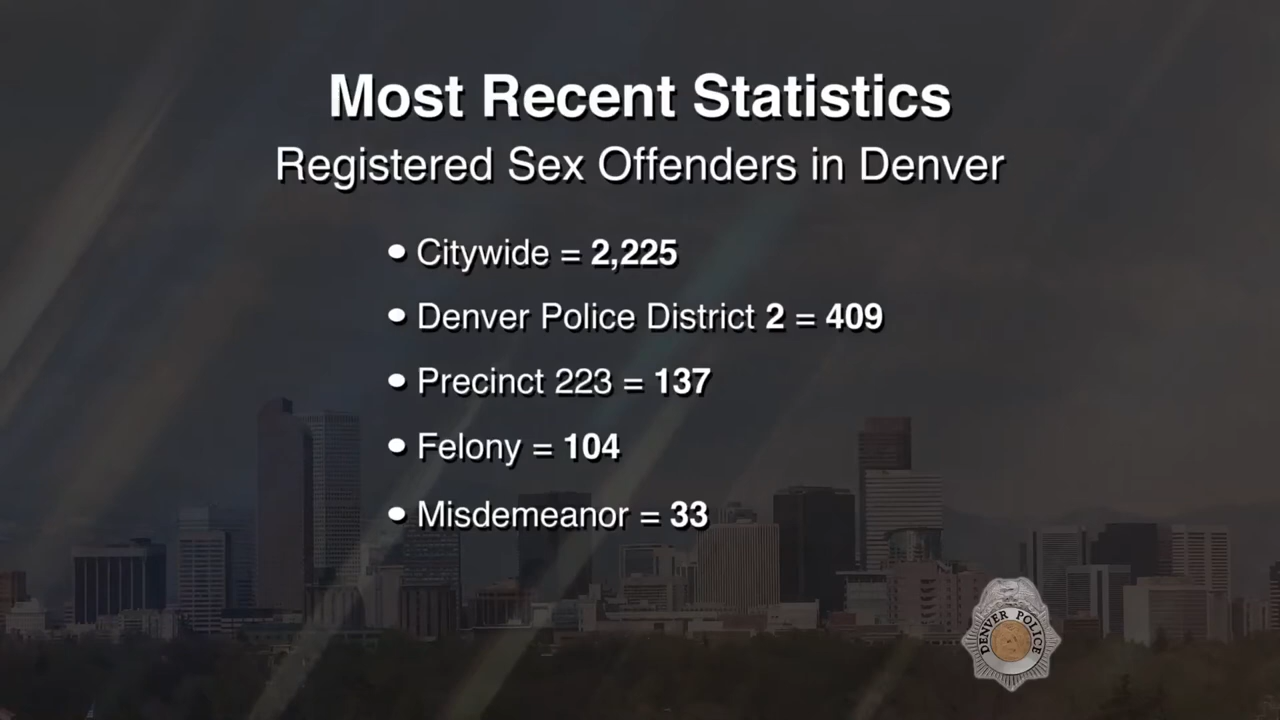 Most Recent Statistics
Registered Sex Offenders in Denver
• Citywide = 2,225
• Denver Police District 2 = 409
• Precinct 223 = 137
• Felony = 104
• Misdemeanor = 33
DENVER POLICE